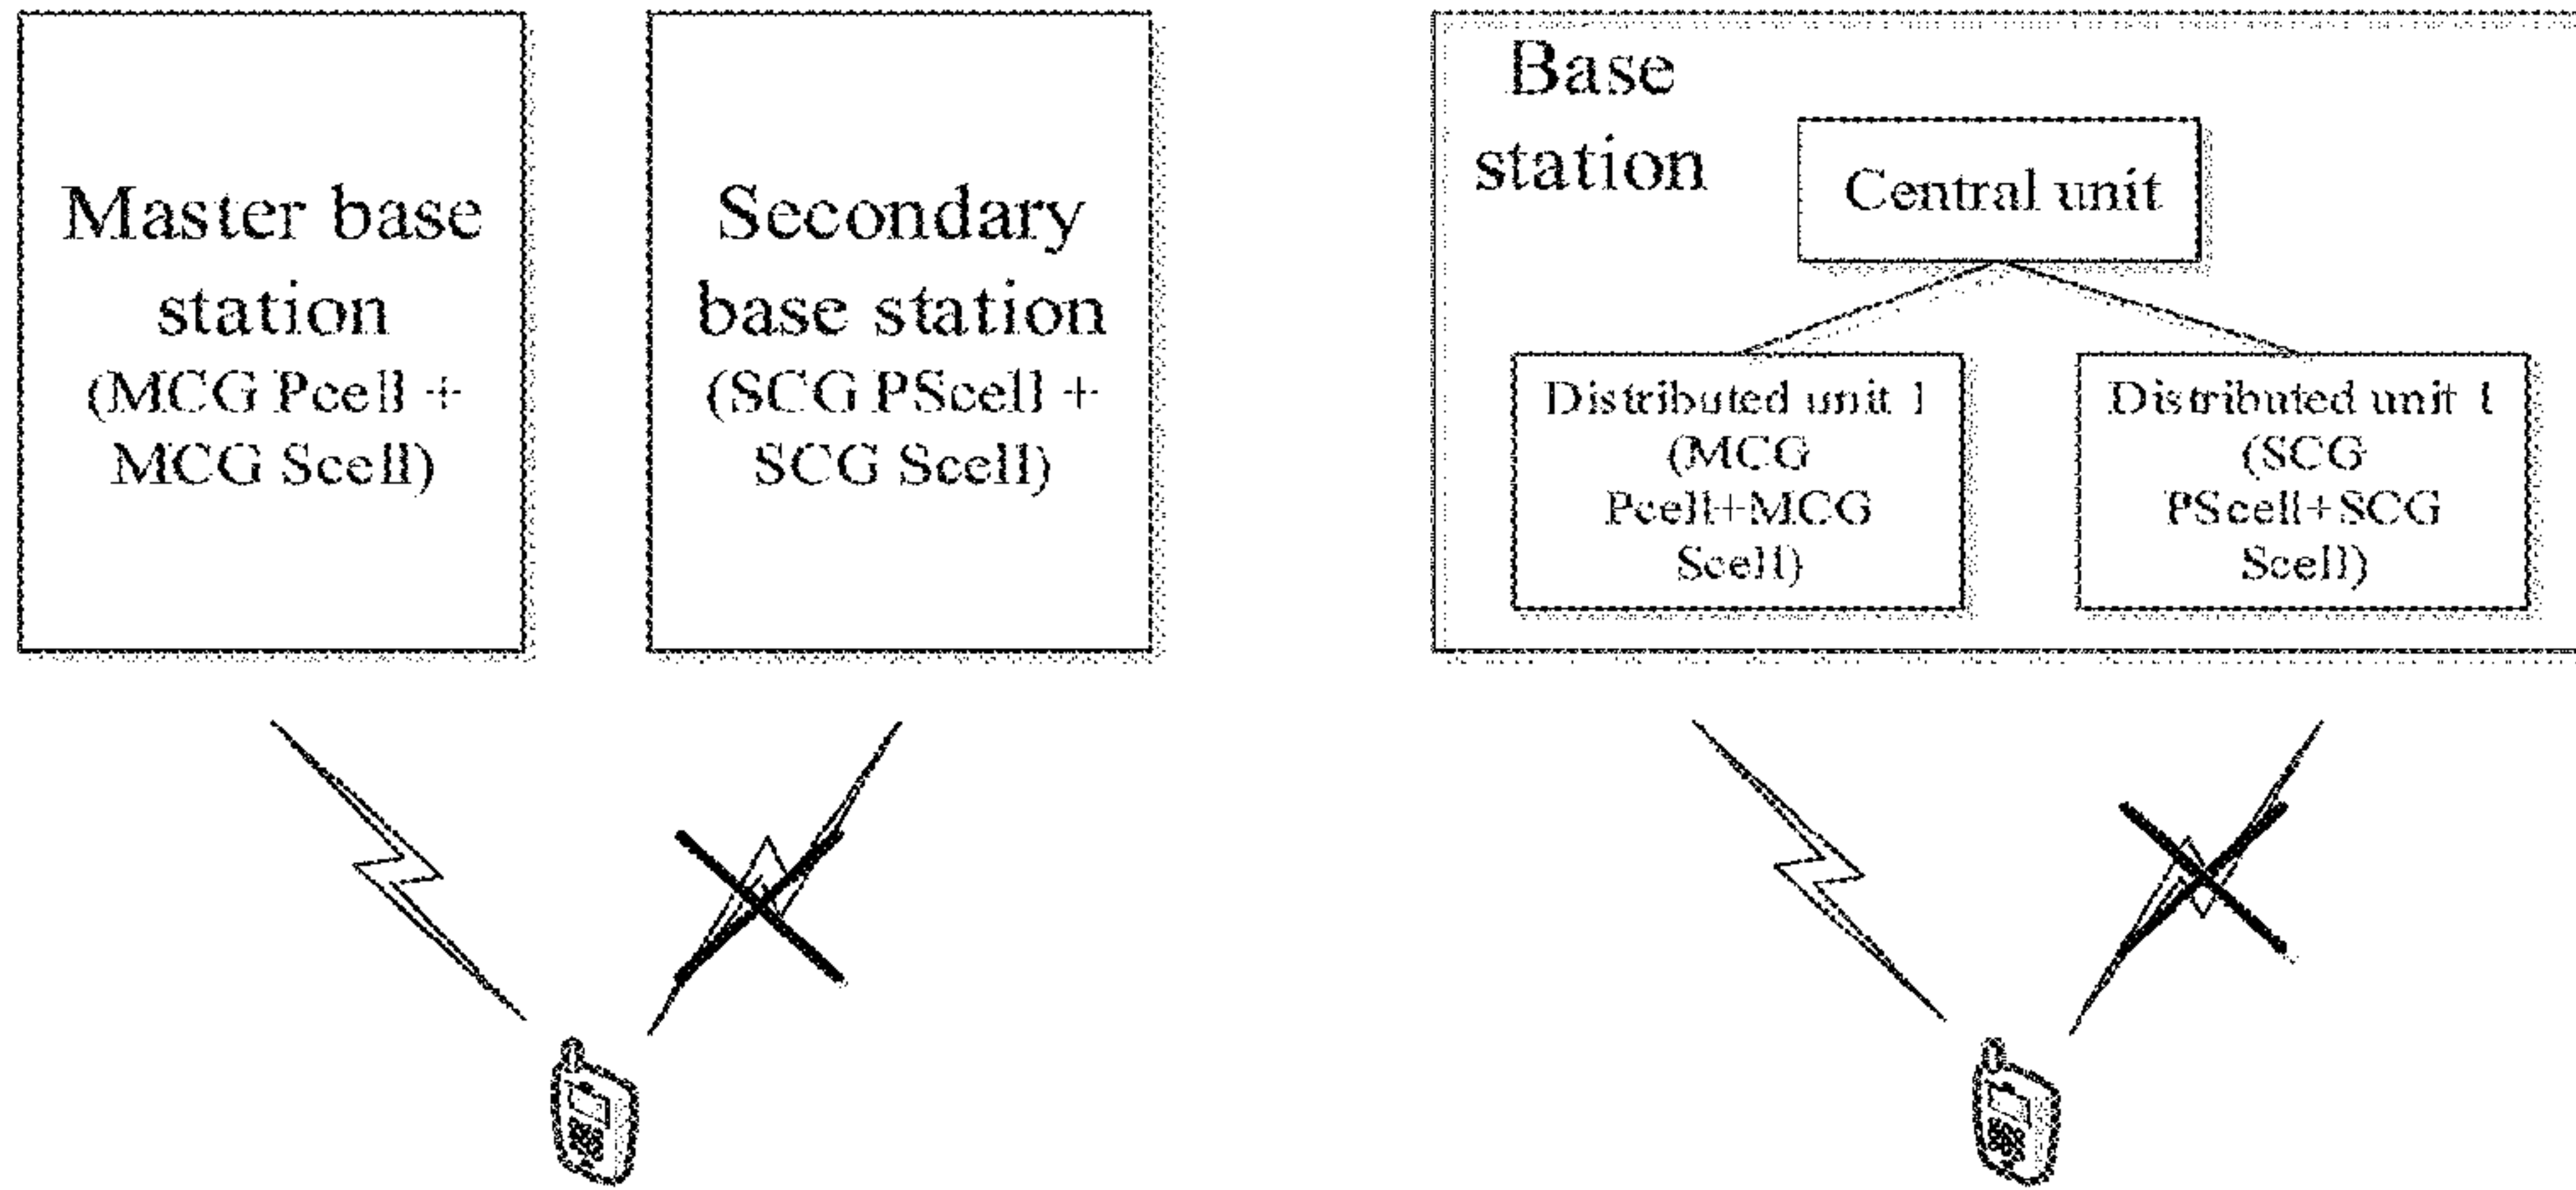 Master base
station
(MCG Pcell +
MCG Scell)
Secondary
base station
(SCG PScell +
SCG Scell)
Base
station
Central unit
Distributed unit 1
(MCG
Pcell+MCG
Scell)
Distributed unit 1
(SCG
PScell+SCG
Scell)